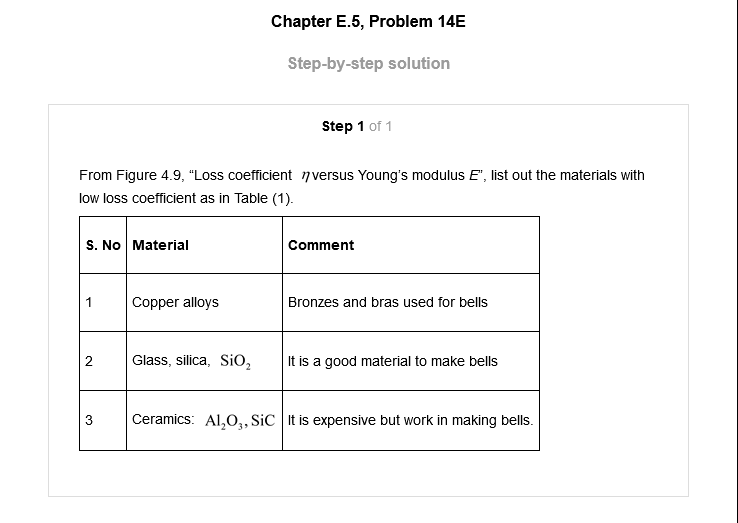 Chapter E.5, Problem 14E
Step-by-step solution
Step 1 of 1
From Figure 4.9, “Loss coefficient η versus Young’s modulus E”, list out the materials with
low loss coefficient as in Table (1).
S. No Material Comment
1 Copper alloys Bronzes and bras used for bells
2 Glass, silica, SiO₂ It is a good material to make bells
3 Ceramics: Al₂O₃, SiC It is expensive but work in making bells.